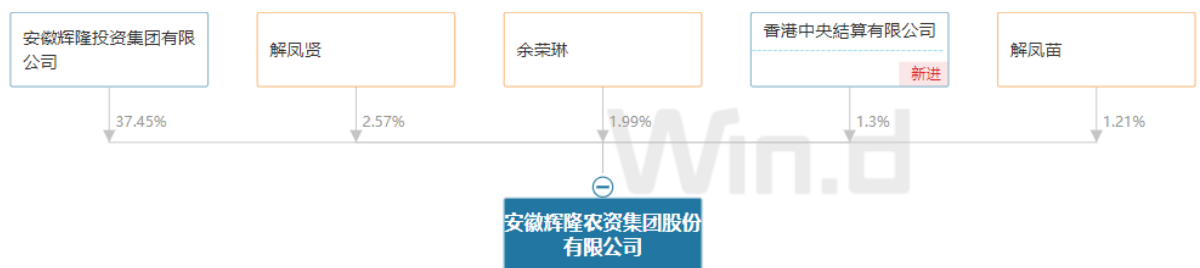 安徽辉隆投资集团有限
公司
解凤贤
余荣琳
香港中央結算有限公司
新进
解凤苗
37.45%
2.57%
1.99%
1.3%
1.21%
Win.d
安徽辉隆农资集团股份
有限公司